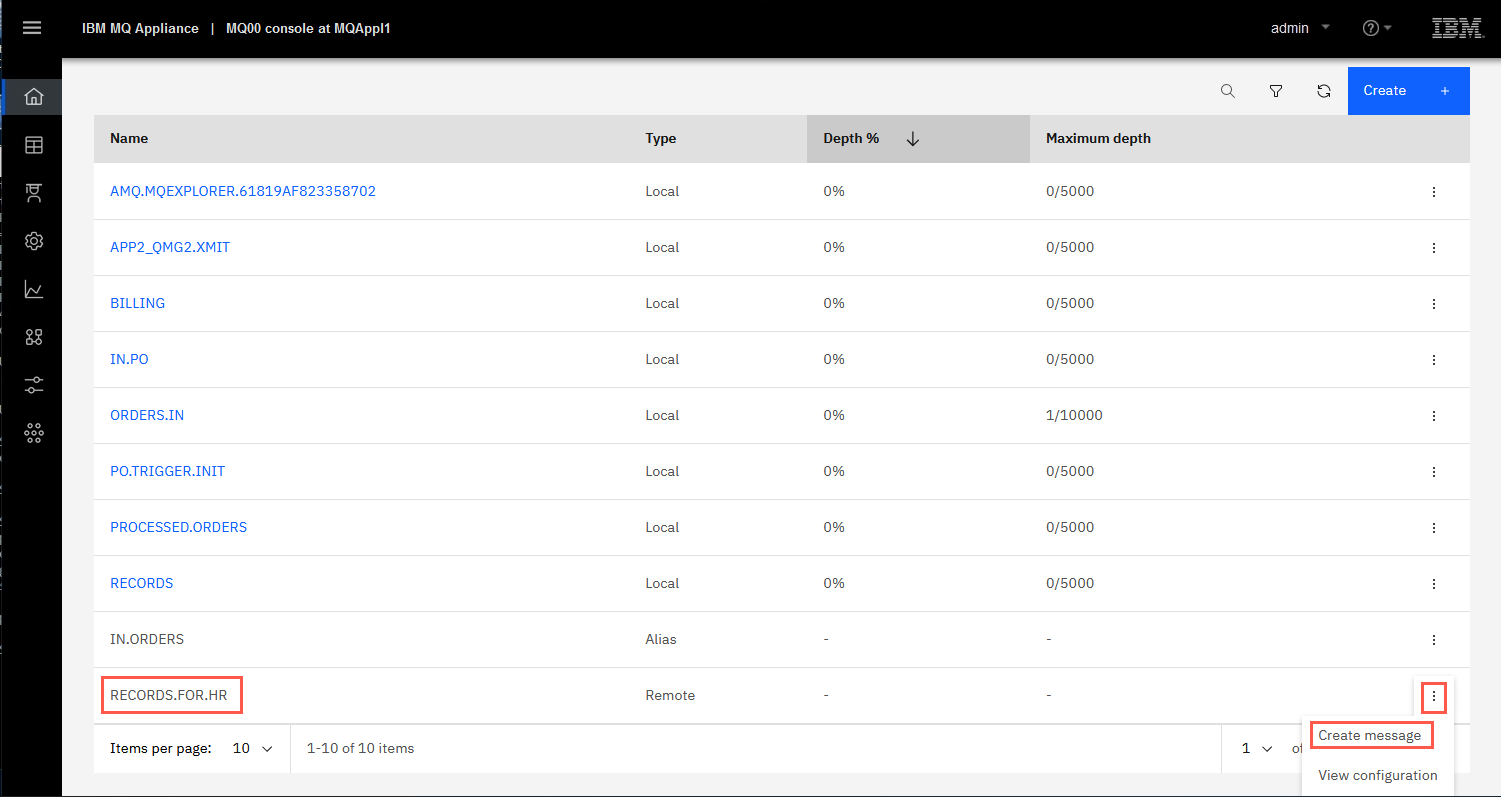 IBM MQ Appliance | MQ00 console at MQAppl1 admin IBM
Create +
Name Type Depth % Maximum depth
AMQ.MQEXPLORER.61819AF823358702 Local 0% 0/5000
APP2_QMG2.XMIT Local 0% 0/5000
BILLING Local 0% 0/5000
IN.PO Local 0% 0/5000
ORDERS.IN Local 0% 1/10000
PO.TRIGGER.INIT Local 0% 0/5000
PROCESSED.ORDERS Local 0% 0/5000
RECORDS Local 0% 0/5000
IN.ORDERS Alias - -
RECORDS.FOR.HR Remote - -
Items per page: 10 1-10 of 10 items 1
Create message
View configuration